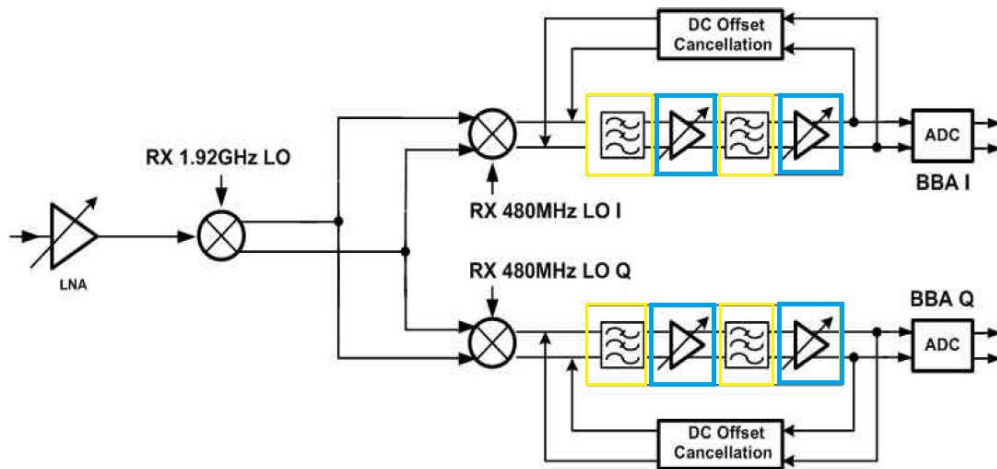 DC Offset
Cancellation
RX 1.92GHz LO
ADC
BBA I
RX 480MHz LO I
LNA
RX 480MHz LO Q
BBA Q
ADC
DC Offset
Cancellation